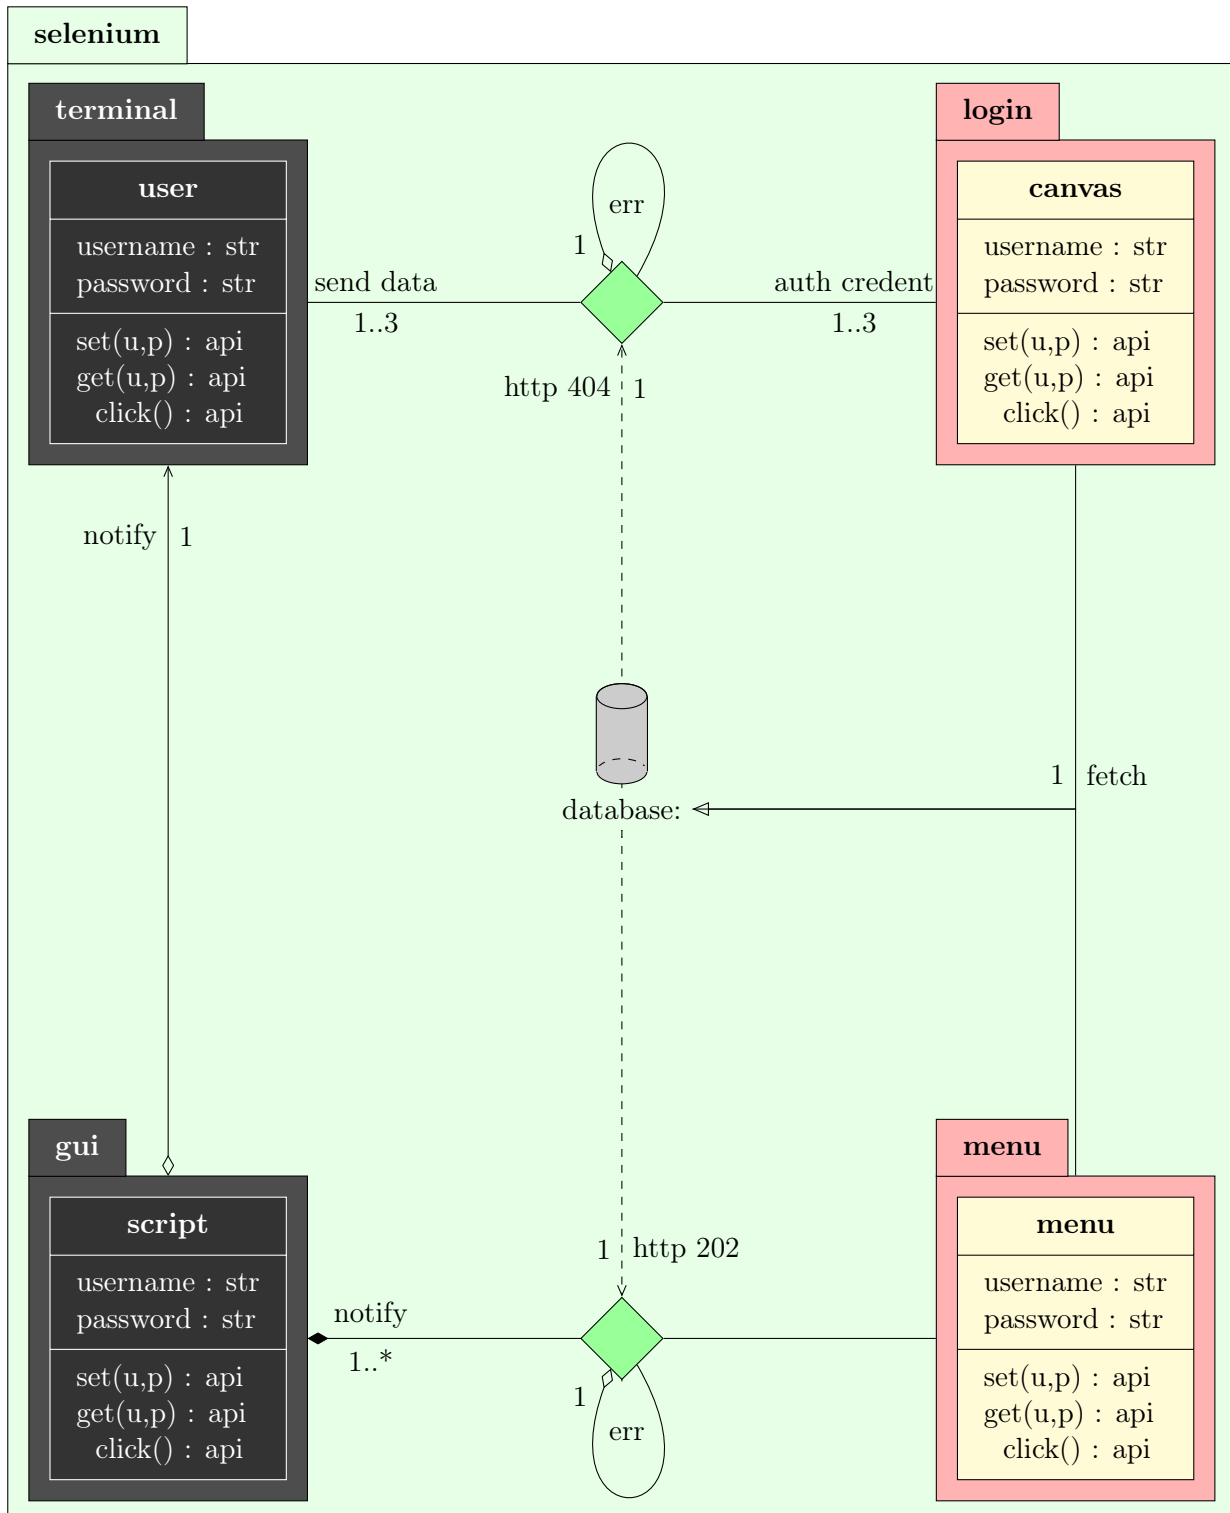 selenium
terminal
user
username : str
password : str
set(u,p) : api
get(u,p) : api
click() : api
login
canvas
username : str
password : str
set(u,p) : api
get(u,p) : api
click() : api
err
1
send data
1..3
auth credent
1..3
http 404
1
notify
1
database:
1
fetch
gui
script
username : str
password : str
set(u,p) : api
get(u,p) : api
click() : api
1
http 202
notify
1..*
1
err
menu
menu
username : str
password : str
set(u,p) : api
get(u,p) : api
click() : api